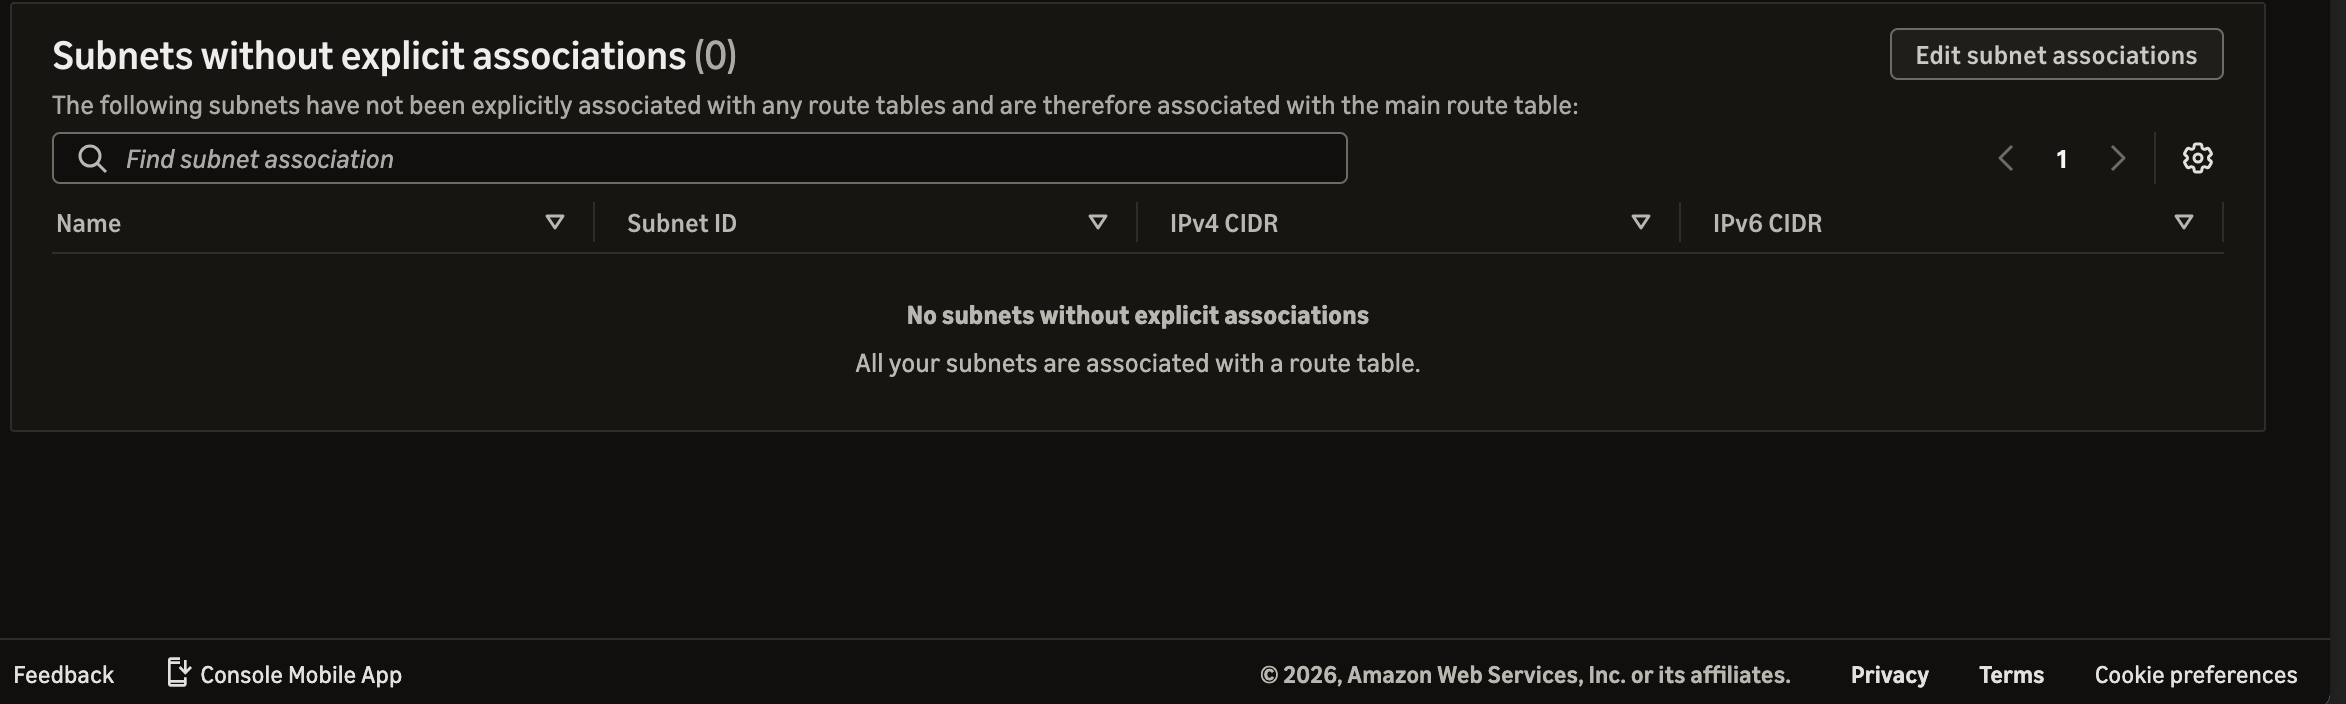 Subnets without explicit associations (0)
Edit subnet associations
The following subnets have not been explicitly associated with any route tables and are therefore associated with the main route table:
Find subnet association
1
Name Subnet ID IPv4 CIDR IPv6 CIDR
No subnets without explicit associations
All your subnets are associated with a route table.
Feedback Console Mobile App © 2026, Amazon Web Services, Inc. or its affiliates. Privacy Terms Cookie preferences